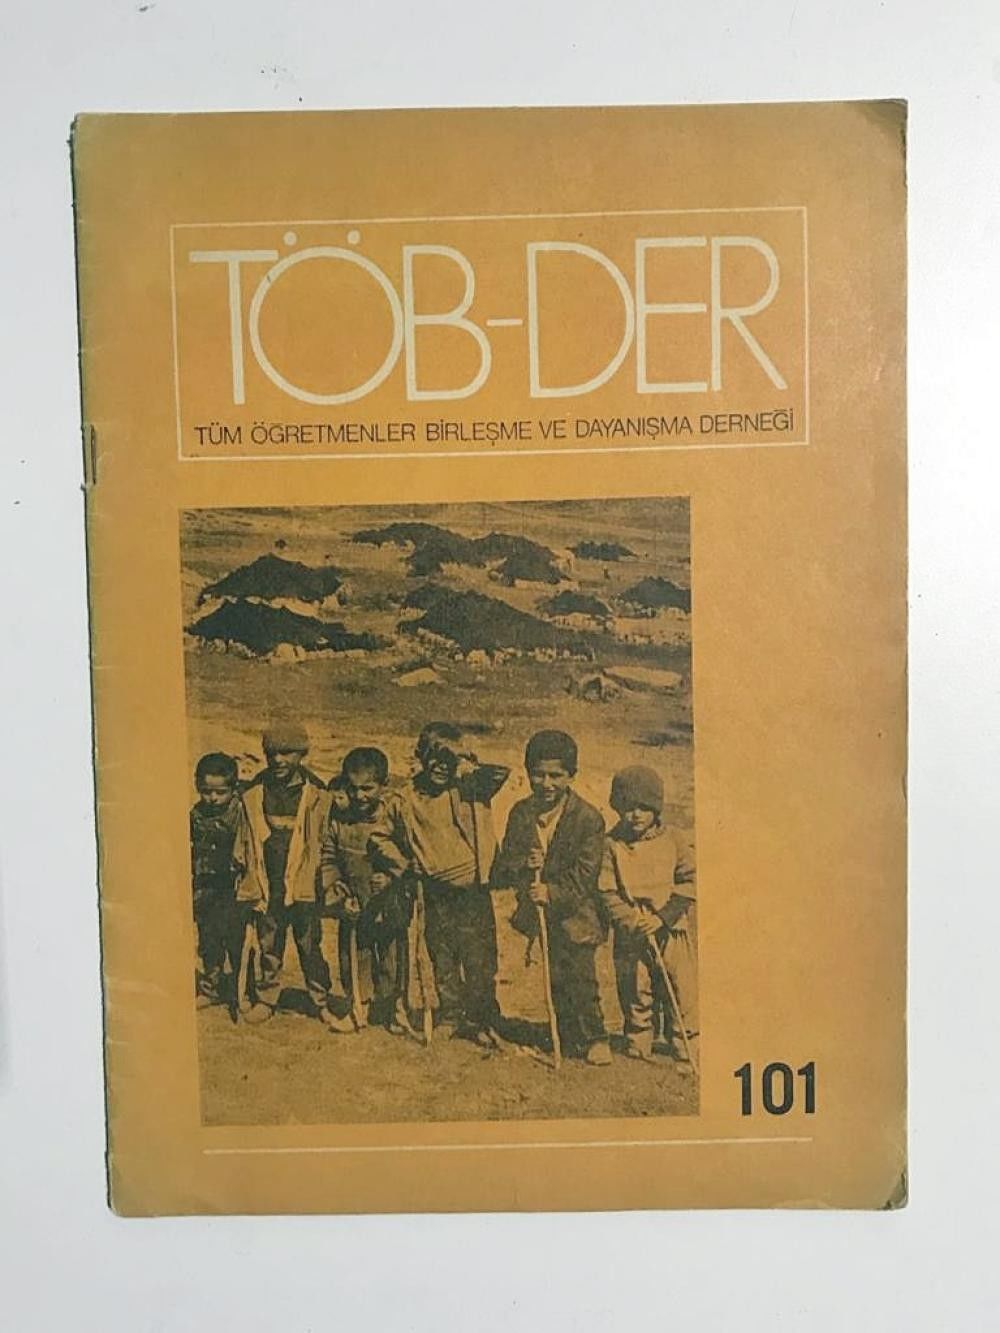 TÖB-DER
TÜM ÖĞRETMENLER BİRLEŞME VE DAYANIŞMA DERNEĞİ
101